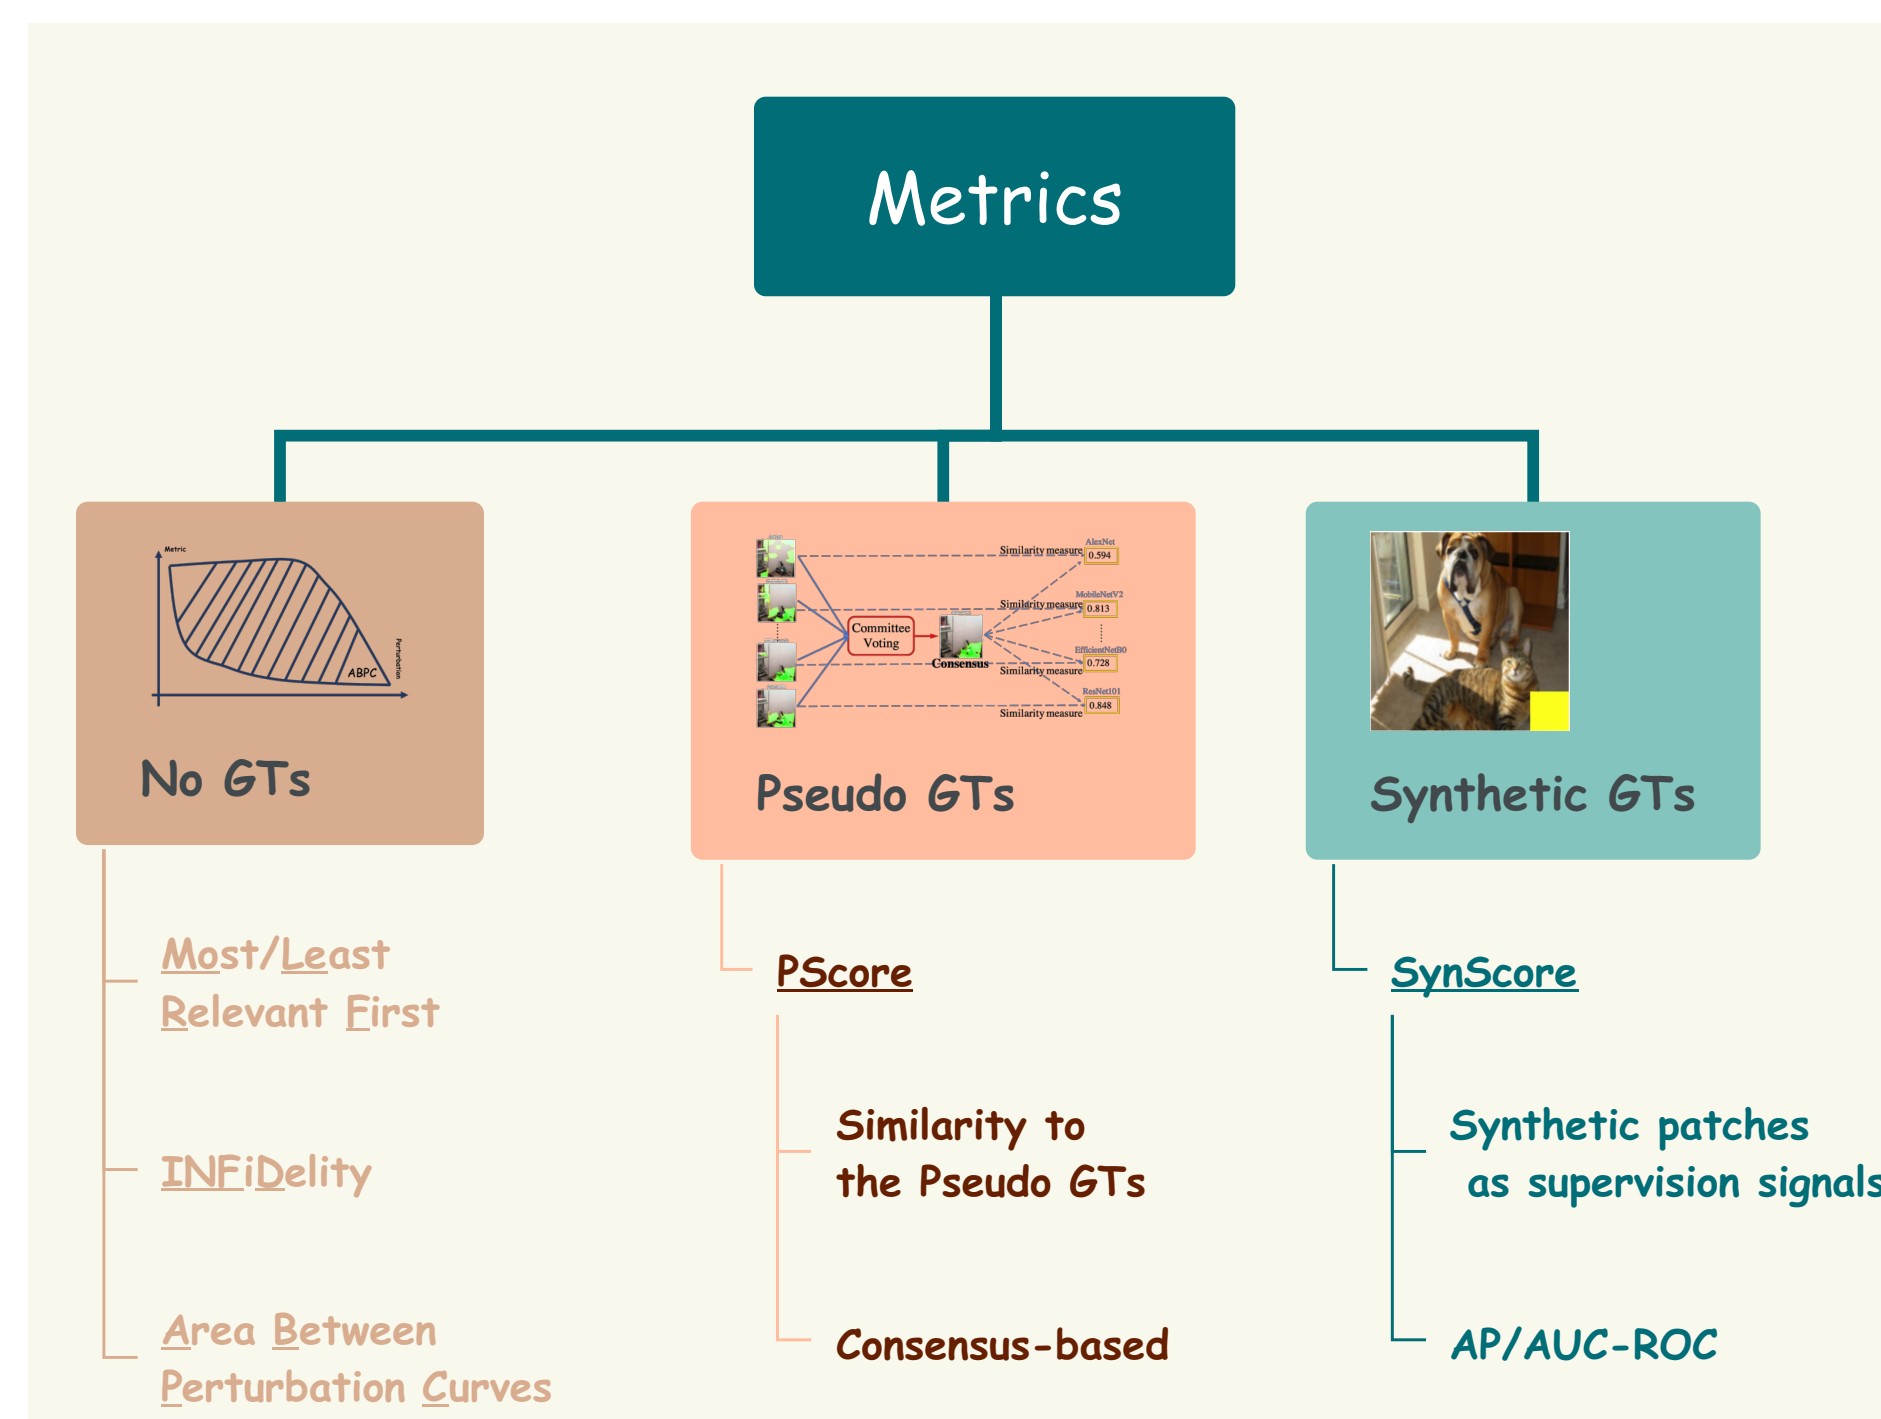 Metrics
Metric
Perturbation
ABPC
No GTs
AlexNet
Similarity measure
0.594
MobileNetV2
Similarity measure
0.813
Committee
Voting
Consensus
EfficientNetB0
0.728
Similarity measure
ResNet101
0.848
Similarity measure
Pseudo GTs
Synthetic GTs
Most/Least
Relevant First
INFiDelity
Area Between
Perturbation Curves
PScore
Similarity to
the Pseudo GTs
Consensus-based
SynScore
Synthetic patches
as supervision signals
AP/AUC-ROC